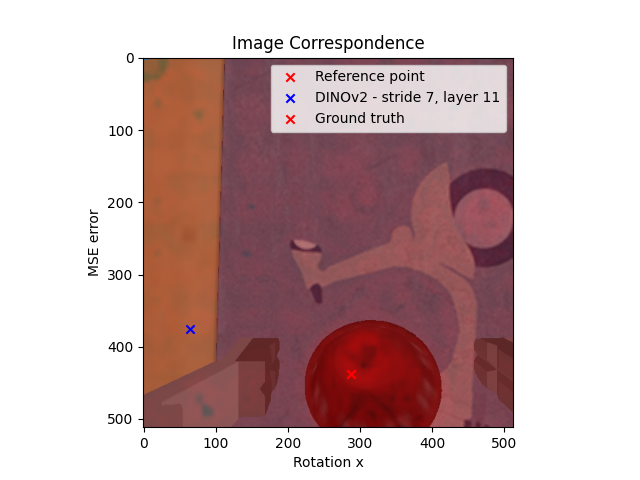 Image Correspondence
Reference point
DINOv2 - stride 7, layer 11
Ground truth
0
100
200
300
400
500
MSE error
0 100 200 300 400 500
Rotation x